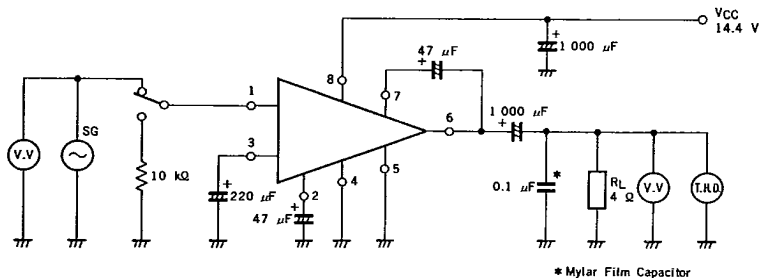 VCC
14.4 V
+
1 000 µF
47 µF
+
8
7
1
6
1 000 µF
+
SG
V.V
3
10 kΩ
+
220 µF
2
47 µF
+
4
5
*
0.1 µF
RL
4 Ω
V.V
T.H.D.
* Mylar Film Capacitor